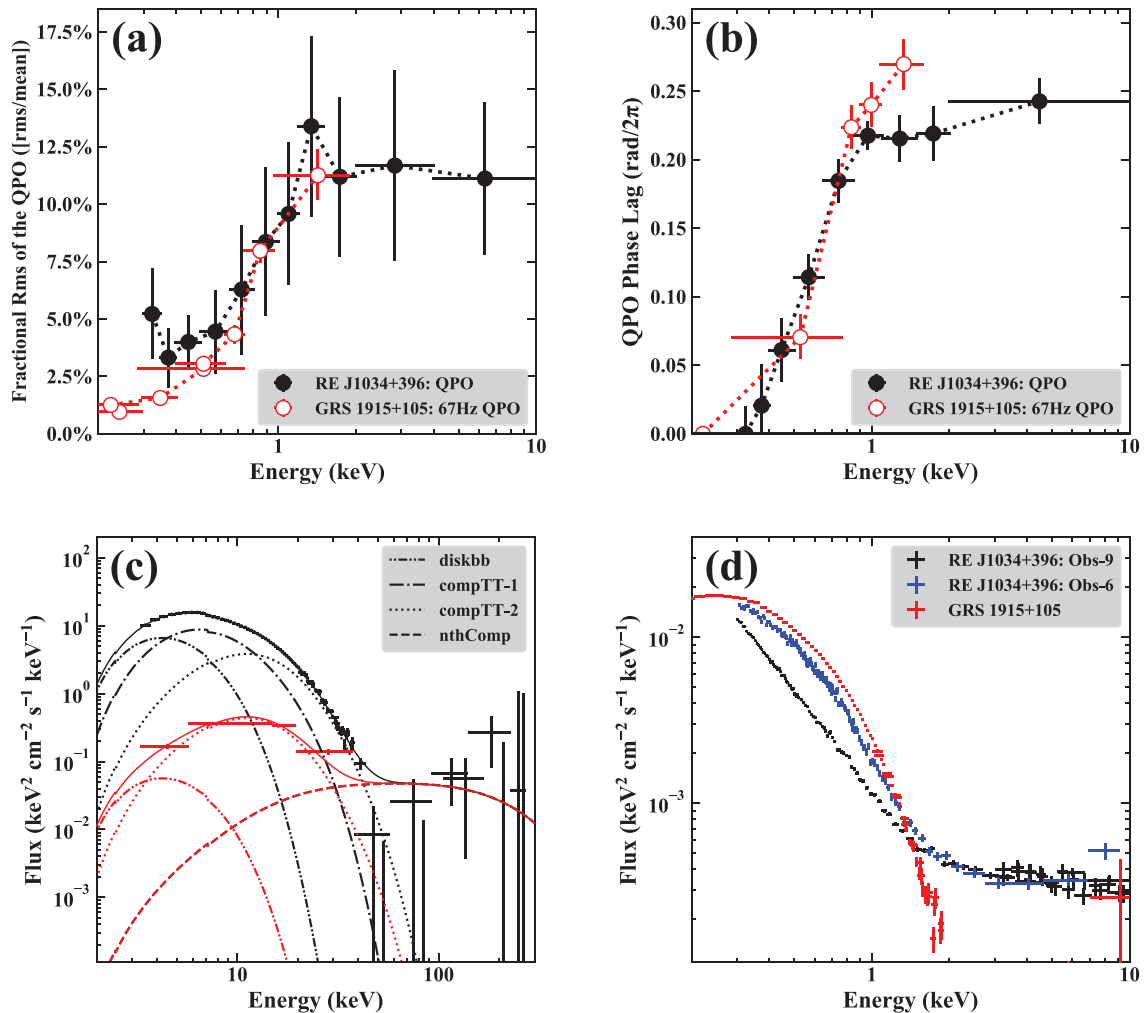 (a)
Fractional Rms of the QPO ([rms/mean])
17.5%
15.0%
12.5%
10.0%
7.5%
5.0%
2.5%
0.0%
RE J1034+396: QPO
GRS 1915+105: 67Hz QPO
1
10
Energy (keV)
(b)
QPO Phase Lag (rad/2π)
0.30
0.25
0.20
0.15
0.10
0.05
0.00
RE J1034+396: QPO
GRS 1915+105: 67Hz QPO
1
10
Energy (keV)
(c)
Flux (keV² cm⁻² s⁻¹ keV⁻¹)
10²
10¹
10⁰
10⁻¹
10⁻²
10⁻³
diskbb
compTT-1
compTT-2
nthComp
10
100
Energy (keV)
(d)
Flux (keV² cm⁻² s⁻¹ keV⁻¹)
10⁻²
10⁻³
RE J1034+396: Obs-9
RE J1034+396: Obs-6
GRS 1915+105
1
10
Energy (keV)